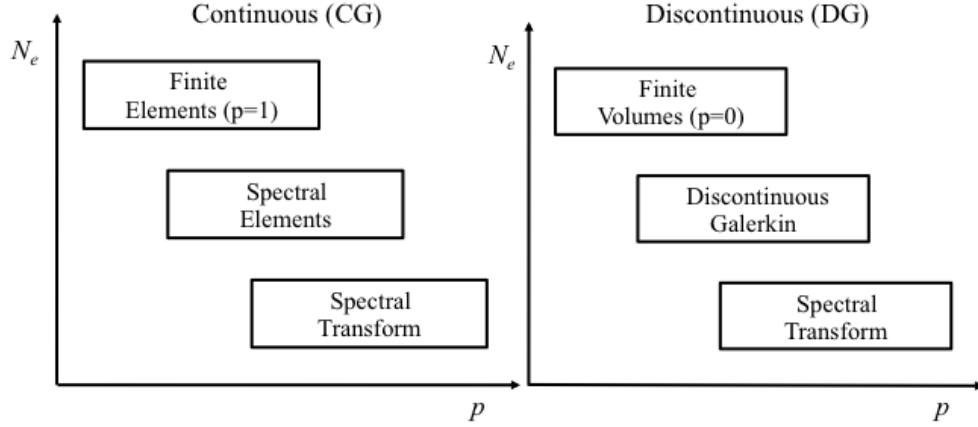 Continuous (CG)
N_e
Finite
Elements (p=1)
Spectral
Elements
Spectral
Transform
p
Discontinuous (DG)
N_e
Finite
Volumes (p=0)
Discontinuous
Galerkin
Spectral
Transform
p